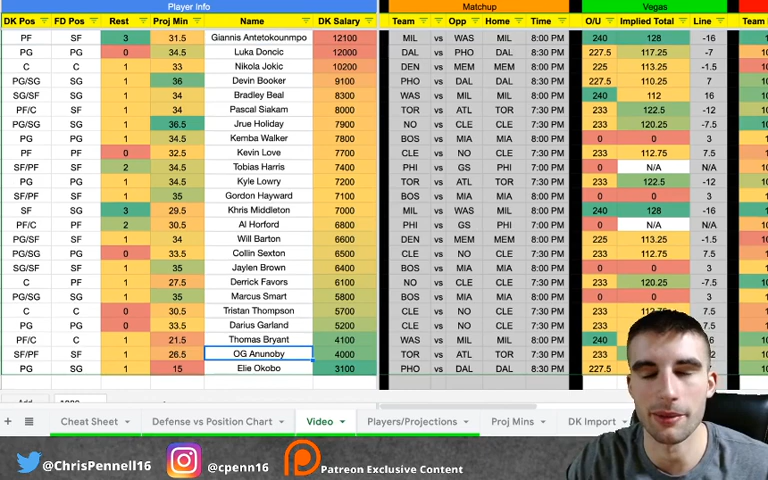 Player Info Matchup Vegas
DK Pos FD Pos Rest Proj Min Name DK Salary Team Opp Home Time O/U Implied Total Line Team
PF SF 3 31.5 Giannis Antetokounmpo 12100 MIL vs WAS MIL 8:00 PM 240 128 -16
PG PG 0 34.5 Luka Doncic 12000 DAL vs PHO DAL 8:30 PM 227.5 117.25 -7
C C 1 33 Nikola Jokic 10200 DEN vs MEM MEM 8:00 PM 225 113.25 -1.5
PG/SG SG 1 36 Devin Booker 9100 PHO vs DAL DAL 8:30 PM 227.5 110.25 7
SG/SF SF 1 34 Bradley Beal 8300 WAS vs MIL MIL 8:00 PM 240 112 16
PF/C SF 1 34 Pascal Siakam 8000 TOR vs ATL TOR 7:30 PM 233 122.5 -12
PG/SG SG 1 36.5 Jrue Holiday 7900 NO vs CLE CLE 7:30 PM 233 120.25 -7.5
PG PG 1 34.5 Kemba Walker 7800 BOS vs MIA MIA 8:00 PM 0 0 3
PF PF 0 32.5 Kevin Love 7700 CLE vs NO CLE 7:30 PM 233 112.75 7.5
SF/PF SF 2 34.5 Tobias Harris 7400 PHI vs GS PHI 7:00 PM 0 N/A N/A
PG PG 1 34.5 Kyle Lowry 7200 TOR vs ATL TOR 7:30 PM 233 122.5 -12
SF/PF SF 1 35 Gordon Hayward 7100 BOS vs MIA MIA 8:00 PM 0 0 3
SF SG 3 29.5 Khris Middleton 7000 MIL vs WAS MIL 8:00 PM 240 128 -16
PF/C PF 2 30.5 Al Horford 6800 PHI vs GS PHI 7:00 PM 0 N/A N/A
PG/SF SG 1 34 Will Barton 6600 DEN vs MEM MEM 8:00 PM 225 113.25 -1.5
PG SG 0 33.5 Collin Sexton 6500 CLE vs NO CLE 7:30 PM 233 112.75 7.5
SG/SF SF 1 35 Jaylen Brown 6400 BOS vs MIA MIA 8:00 PM 0 0 3
C PF 1 27.5 Derrick Favors 6100 NO vs CLE CLE 7:30 PM 233 120.25 -7.5
PG/SG SG 1 35 Marcus Smart 5800 BOS vs MIA MIA 8:00 PM 0 0 3
C C 0 30.5 Tristan Thompson 5700 CLE vs NO CLE 7:30 PM 233
PG PG 0 33.5 Darius Garland 5200 CLE vs NO CLE 7:30 PM 233
PF/C C 1 21.5 Thomas Bryant 4100 WAS vs MIL MIL 8:00 PM 240
SF/PF SF 1 26.5 OG Anunoby 4000 TOR vs ATL TOR 7:30 PM 233
PG SG 1 15 Elie Okobo 3100 PHO vs DAL DAL 8:30 PM 227.5
Cheat Sheet Defense vs Position Chart Video Players/Projections Proj Mins DK Import
@ChrisPennell16 @cpenn16 Patreon Exclusive Content